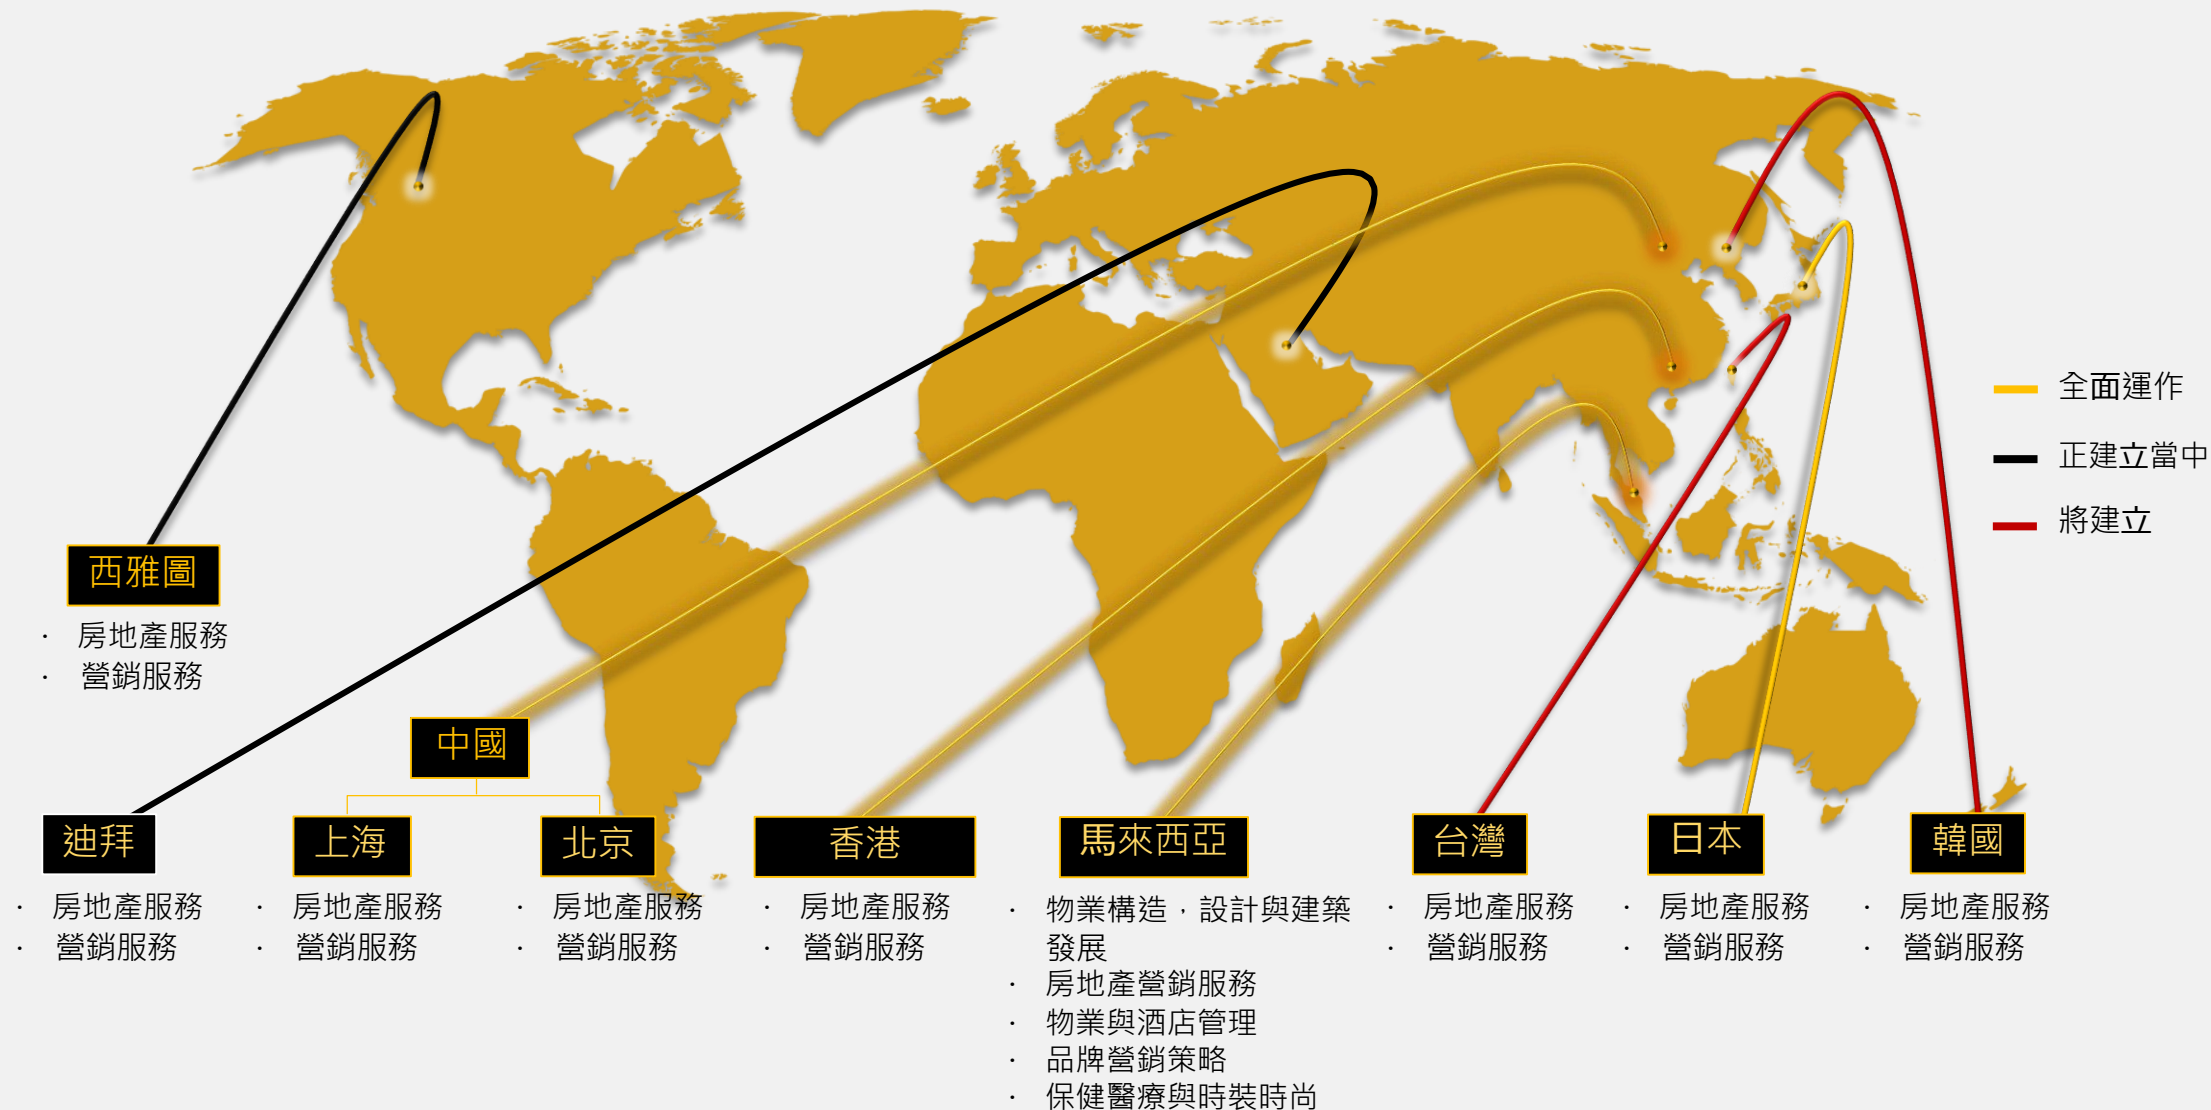 全面運作
正建立當中
將建立
西雅圖
· 房地產服務
· 營銷服務
中國
迪拜
· 房地產服務
· 營銷服務
上海
· 房地產服務
· 營銷服務
北京
· 房地產服務
· 營銷服務
香港
· 房地產服務
· 營銷服務
馬來西亞
· 物業構造，設計與建築
發展
· 房地產營銷服務
· 物業與酒店管理
· 品牌營銷策略
· 保健醫療與時裝時尚
台灣
· 房地產服務
· 營銷服務
日本
· 房地產服務
· 營銷服務
韓國
· 房地產服務
· 營銷服務